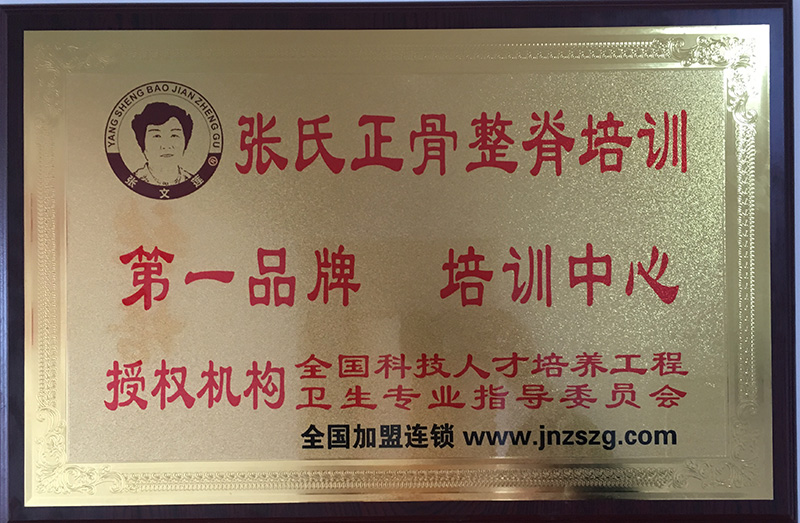 YANG SHENG BAO JIAN ZHENG GU
®
张文莲
张氏正骨整脊培训
第一品牌 培训中心
授权机构
全国科技人才培养工程
卫生专业指导委员会
全国加盟连锁 www.jnzszg.com